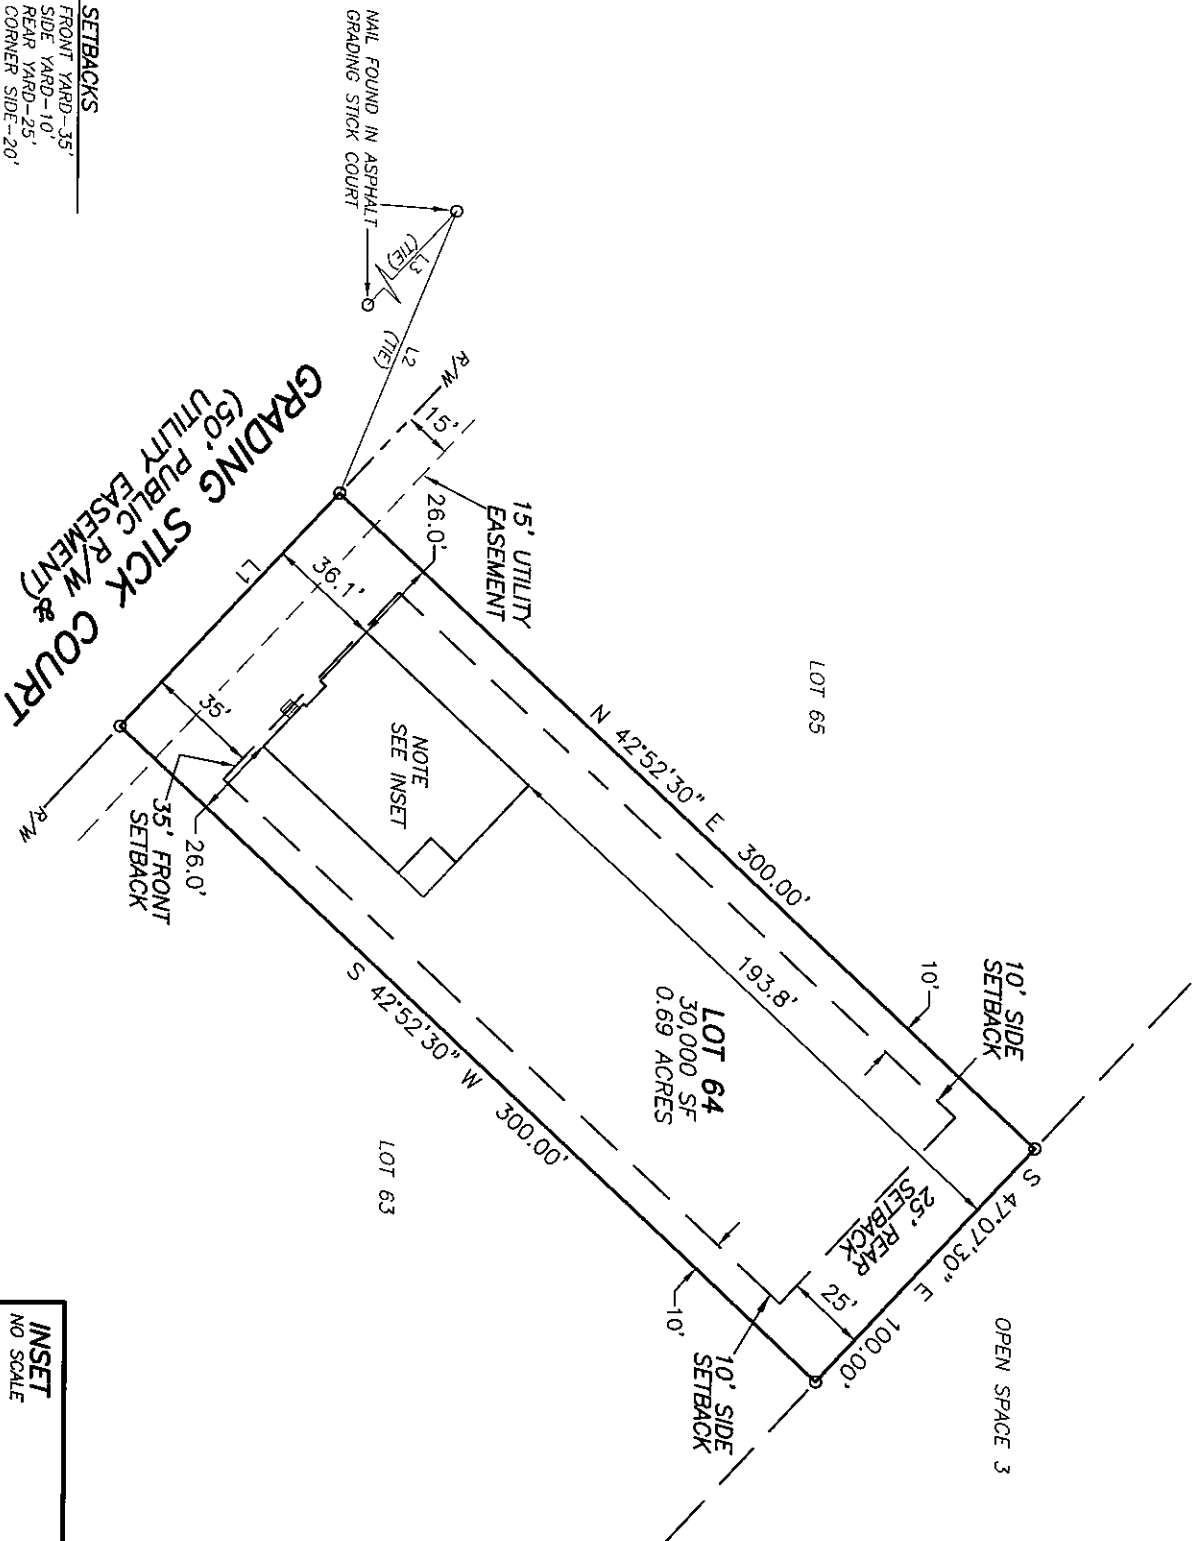 SETBACKS
FRONT YARD-35'
SIDE YARD-10'
REAR YARD-25'
CORNER SIDE-20'
NAIL FOUND IN ASPHALT
GRADING STICK COURT
L3
(TIE)
L2
(TIE)
R/W
15'
15' UTILITY
EASEMENT
26.0'
GRADING STICK COURT
(50' PUBLIC R/W &
UTILITY EASEMENT)
L1
36.1'
35'
NOTE
SEE INSET
35' FRONT
SETBACK
26.0'
R/W
LOT 65
N 42°52'30" E 300.00'
10'
10' SIDE
SETBACK
193.8'
LOT 64
30,000 SF
0.69 ACRES
S 42°52'30" W 300.00'
LOT 63
25' REAR
SETBACK
25'
S 47°07'30" E 100.00'
10'
10' SIDE
SETBACK
OPEN SPACE 3
INSET
NO SCALE